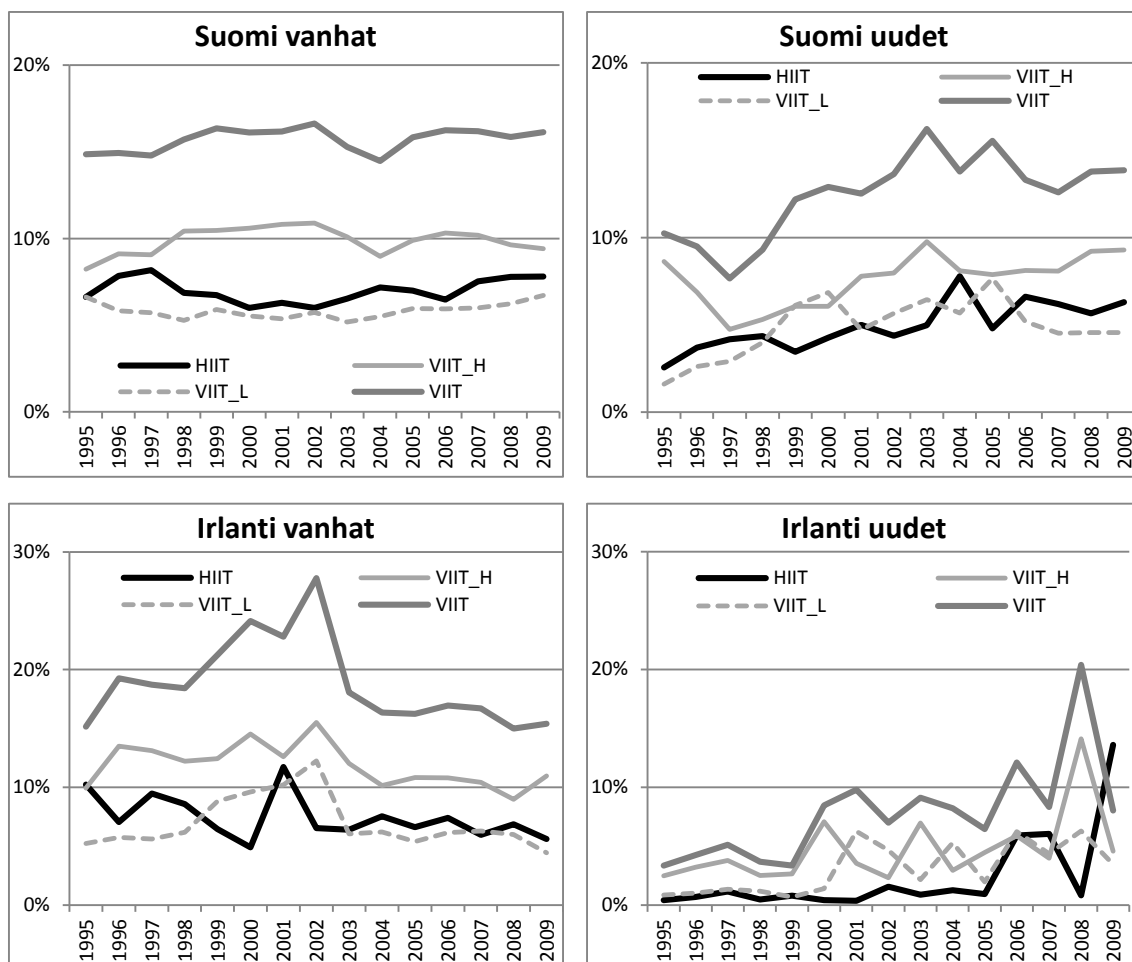 Suomi vanhat
20%
10%
0%
HIIT VIIT_H
VIIT_L VIIT
1995 1996 1997 1998 1999 2000 2001 2002 2003 2004 2005 2006 2007 2008 2009
Suomi uudet
20%
HIIT VIIT_H
VIIT_L VIIT
10%
0%
1995 1996 1997 1998 1999 2000 2001 2002 2003 2004 2005 2006 2007 2008 2009
Irlanti vanhat
30%
HIIT VIIT_H
VIIT_L VIIT
20%
10%
0%
1995 1996 1997 1998 1999 2000 2001 2002 2003 2004 2005 2006 2007 2008 2009
Irlanti uudet
30%
HIIT VIIT_H
VIIT_L VIIT
20%
10%
0%
1995 1996 1997 1998 1999 2000 2001 2002 2003 2004 2005 2006 2007 2008 2009